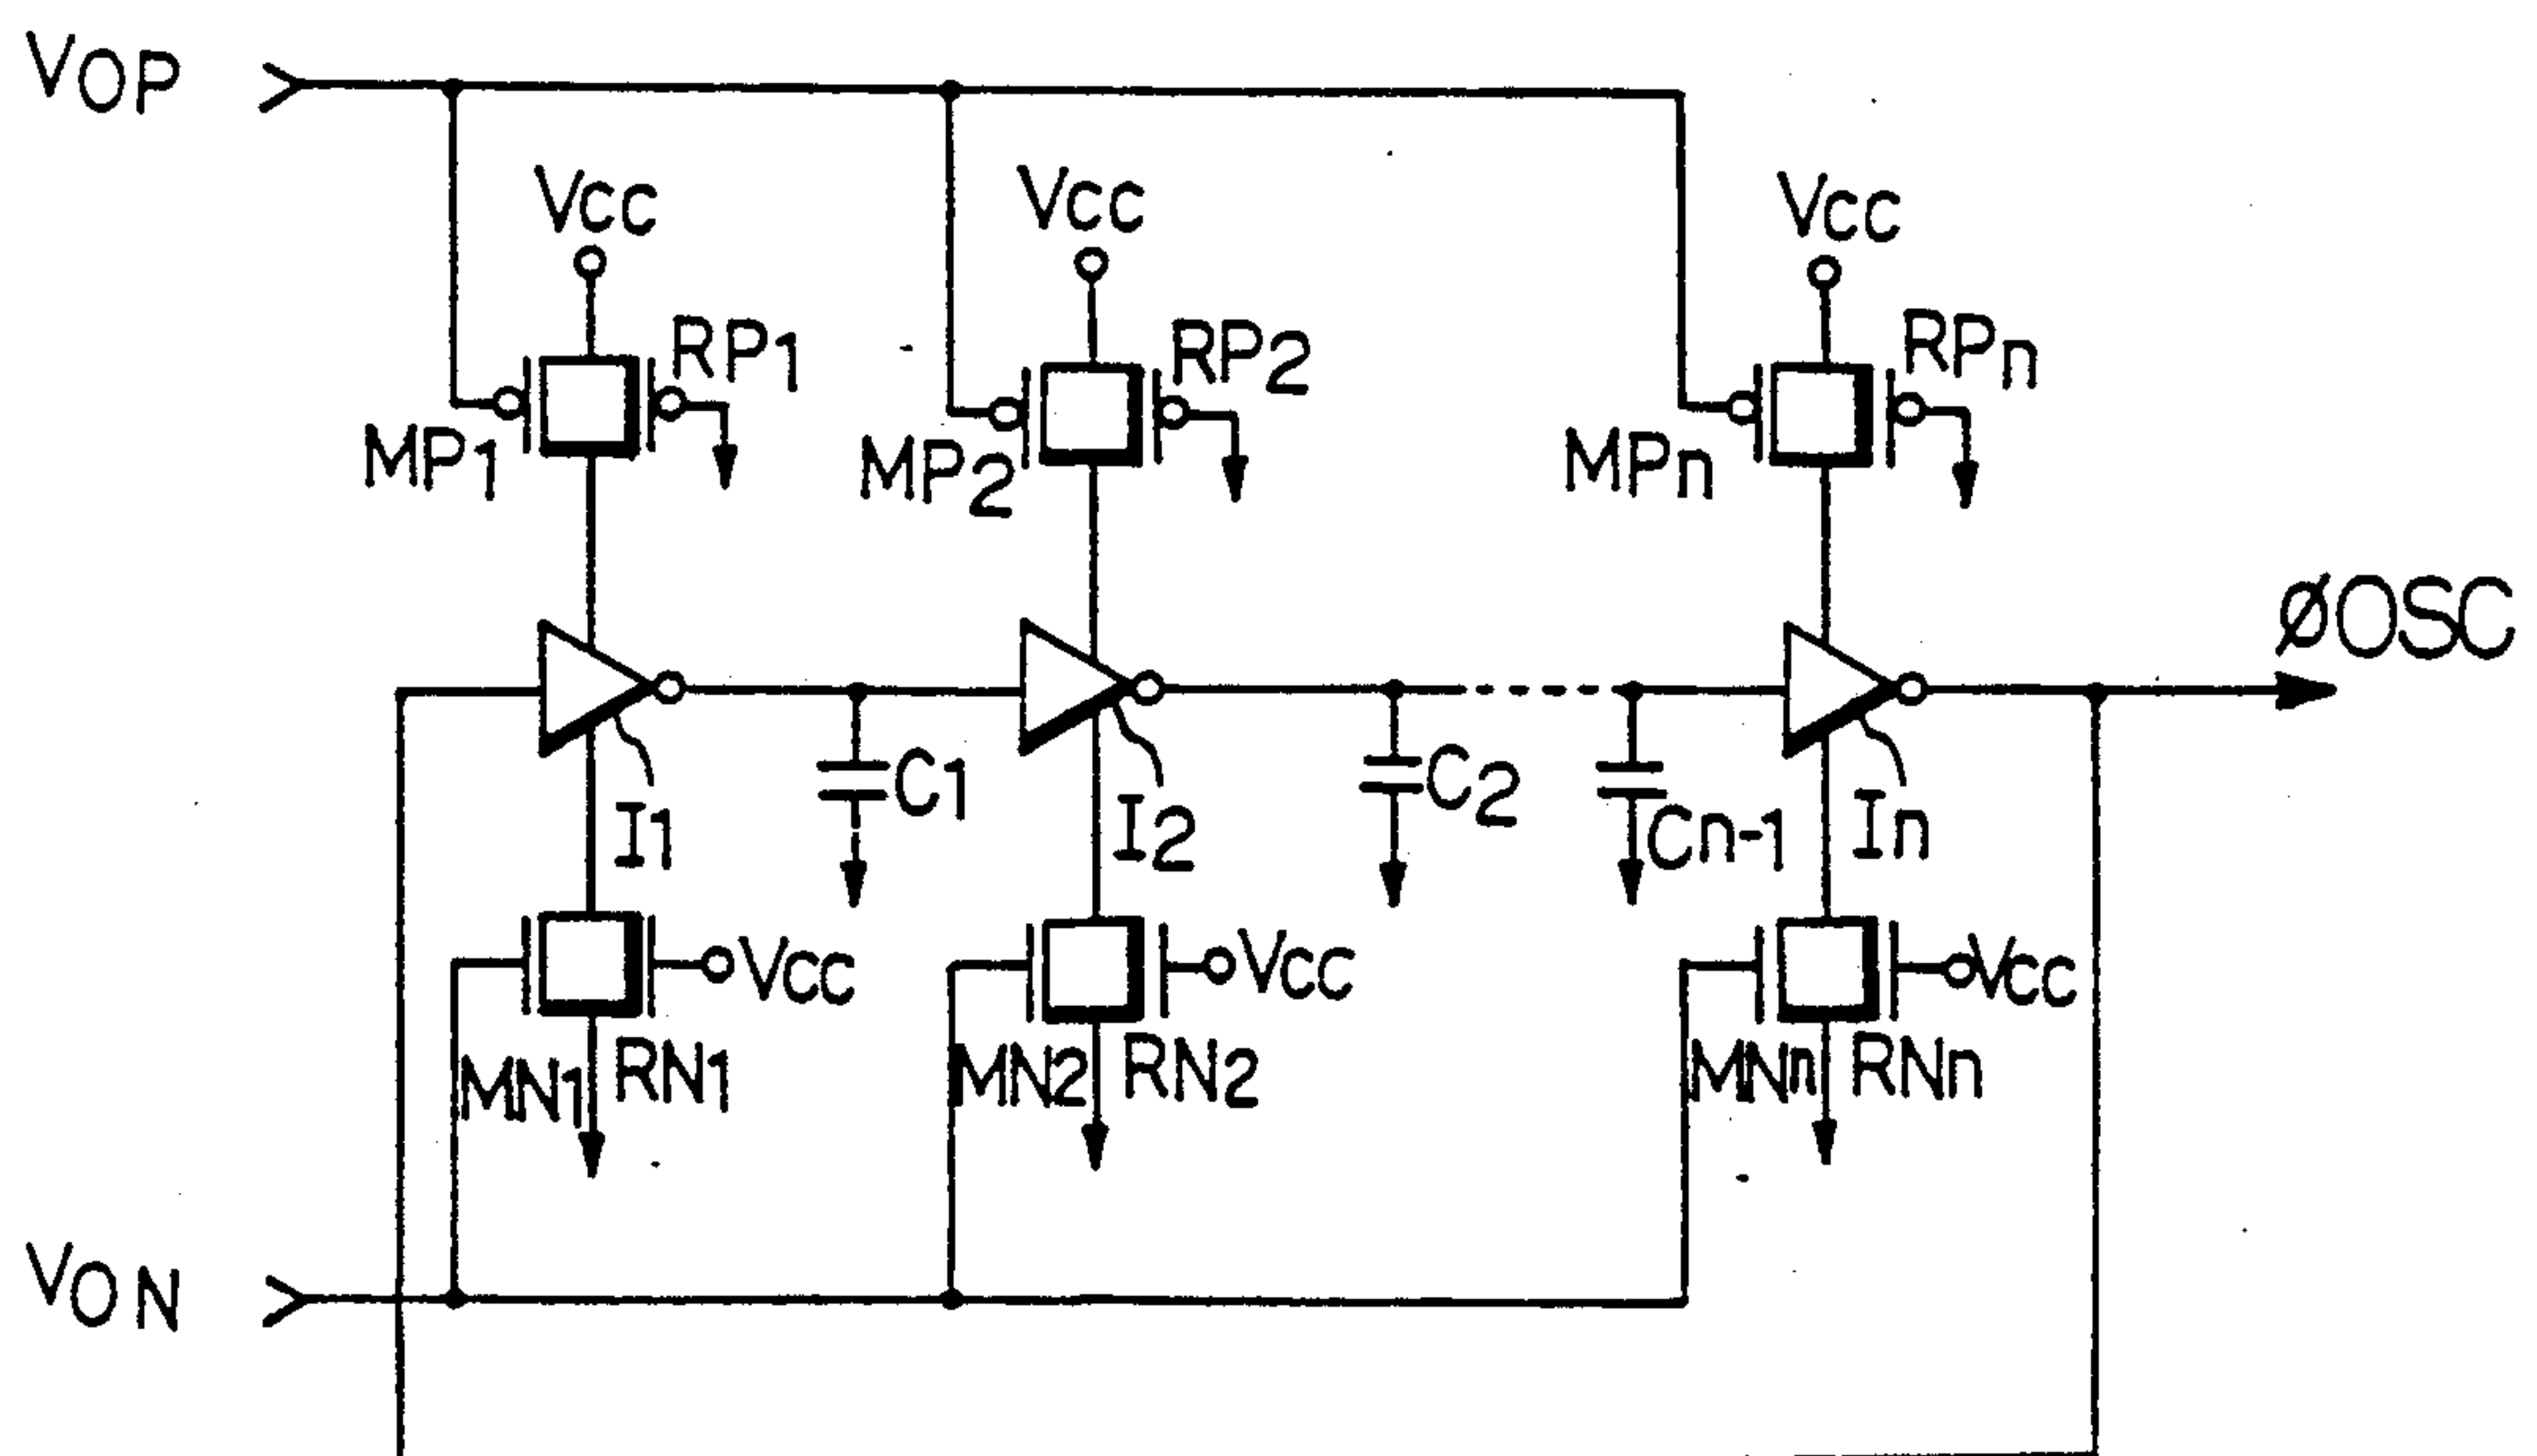 VOP
Vcc Vcc Vcc
RP1 RP2 RPn
MP1 MP2 MPn
øOSC
C1 C2 Cn-1
I1 I2 In
Vcc Vcc Vcc
MN1 RN1 MN2 RN2 MNn RNn
VON